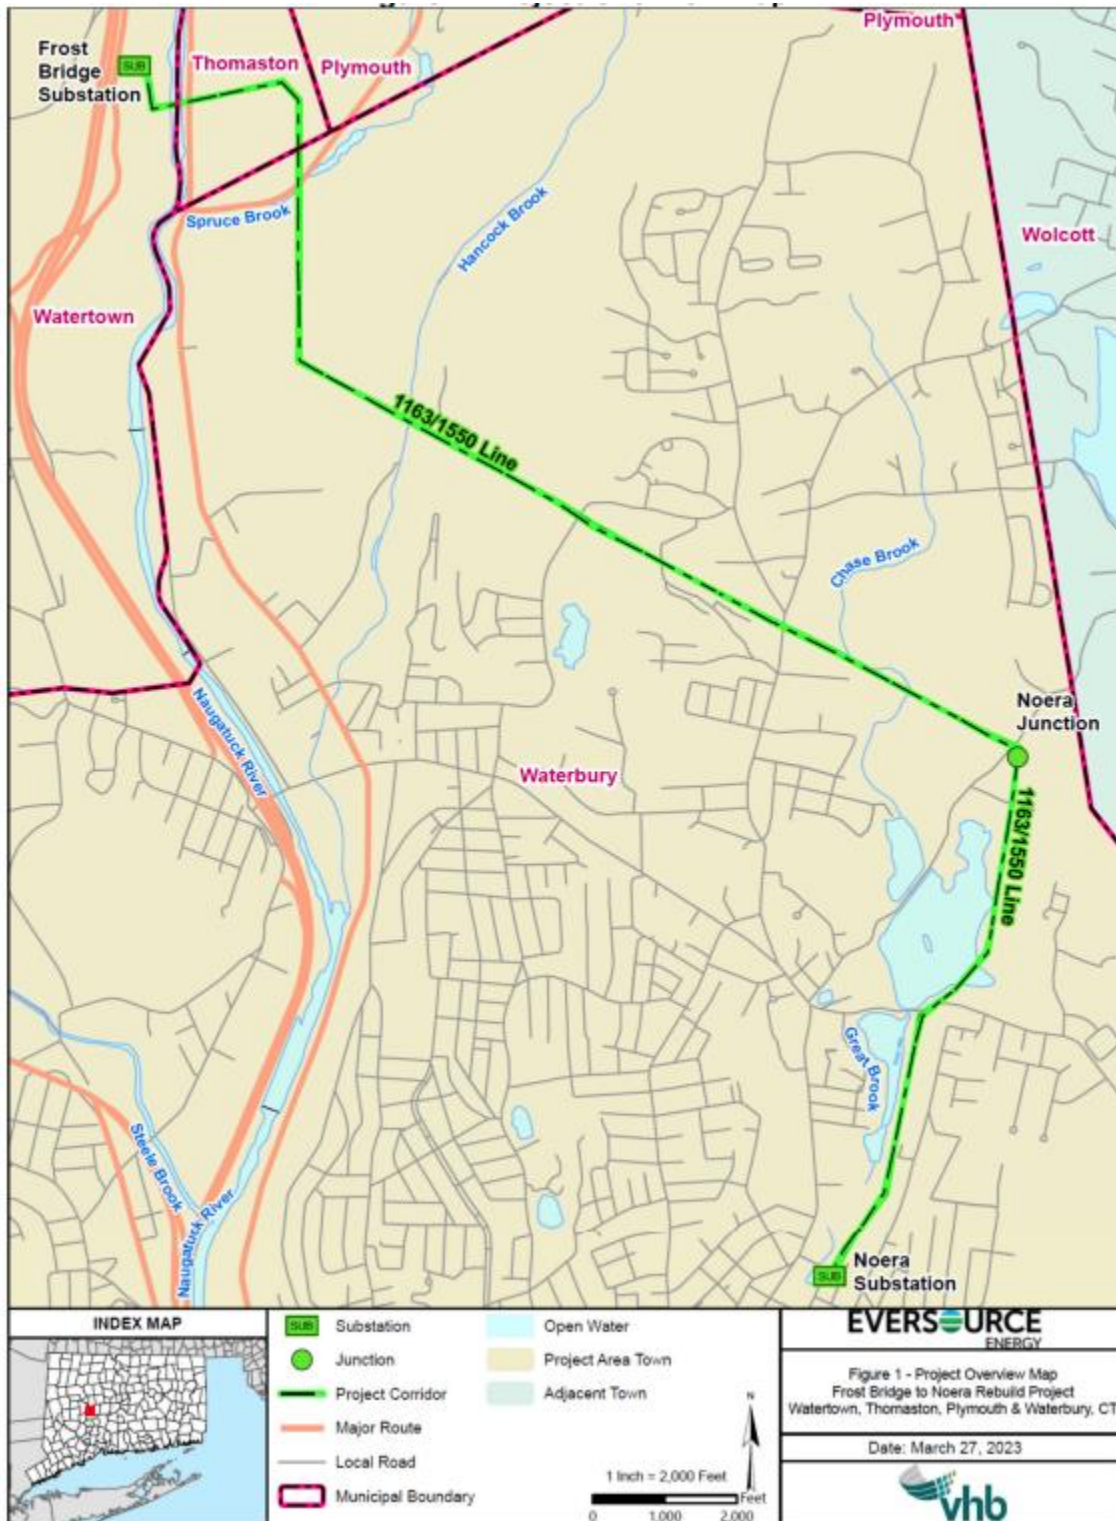 Plymouth
Frost
Bridge
Substation
SUB
Thomaston
Plymouth
Spruce Brook
Hancock Brook
Wolcott
Watertown
1163/1550 Line
Chase Brook
Noera
Junction
Naugatuck River
Waterbury
1163/1550 Line
Great Brook
Steele Brook
Naugatuck River
SUB
Noera
Substation
INDEX MAP
SUB Substation
Junction
Project Corridor
Major Route
Local Road
Municipal Boundary
Open Water
Project Area Town
Adjacent Town
N
1 Inch = 2,000 Feet
Feet
0 1,000 2,000
EVERSOURCE
ENERGY
Figure 1 - Project Overview Map
Frost Bridge to Noera Rebuild Project
Watertown, Thomaston, Plymouth & Waterbury, CT
Date: March 27, 2023
vhb